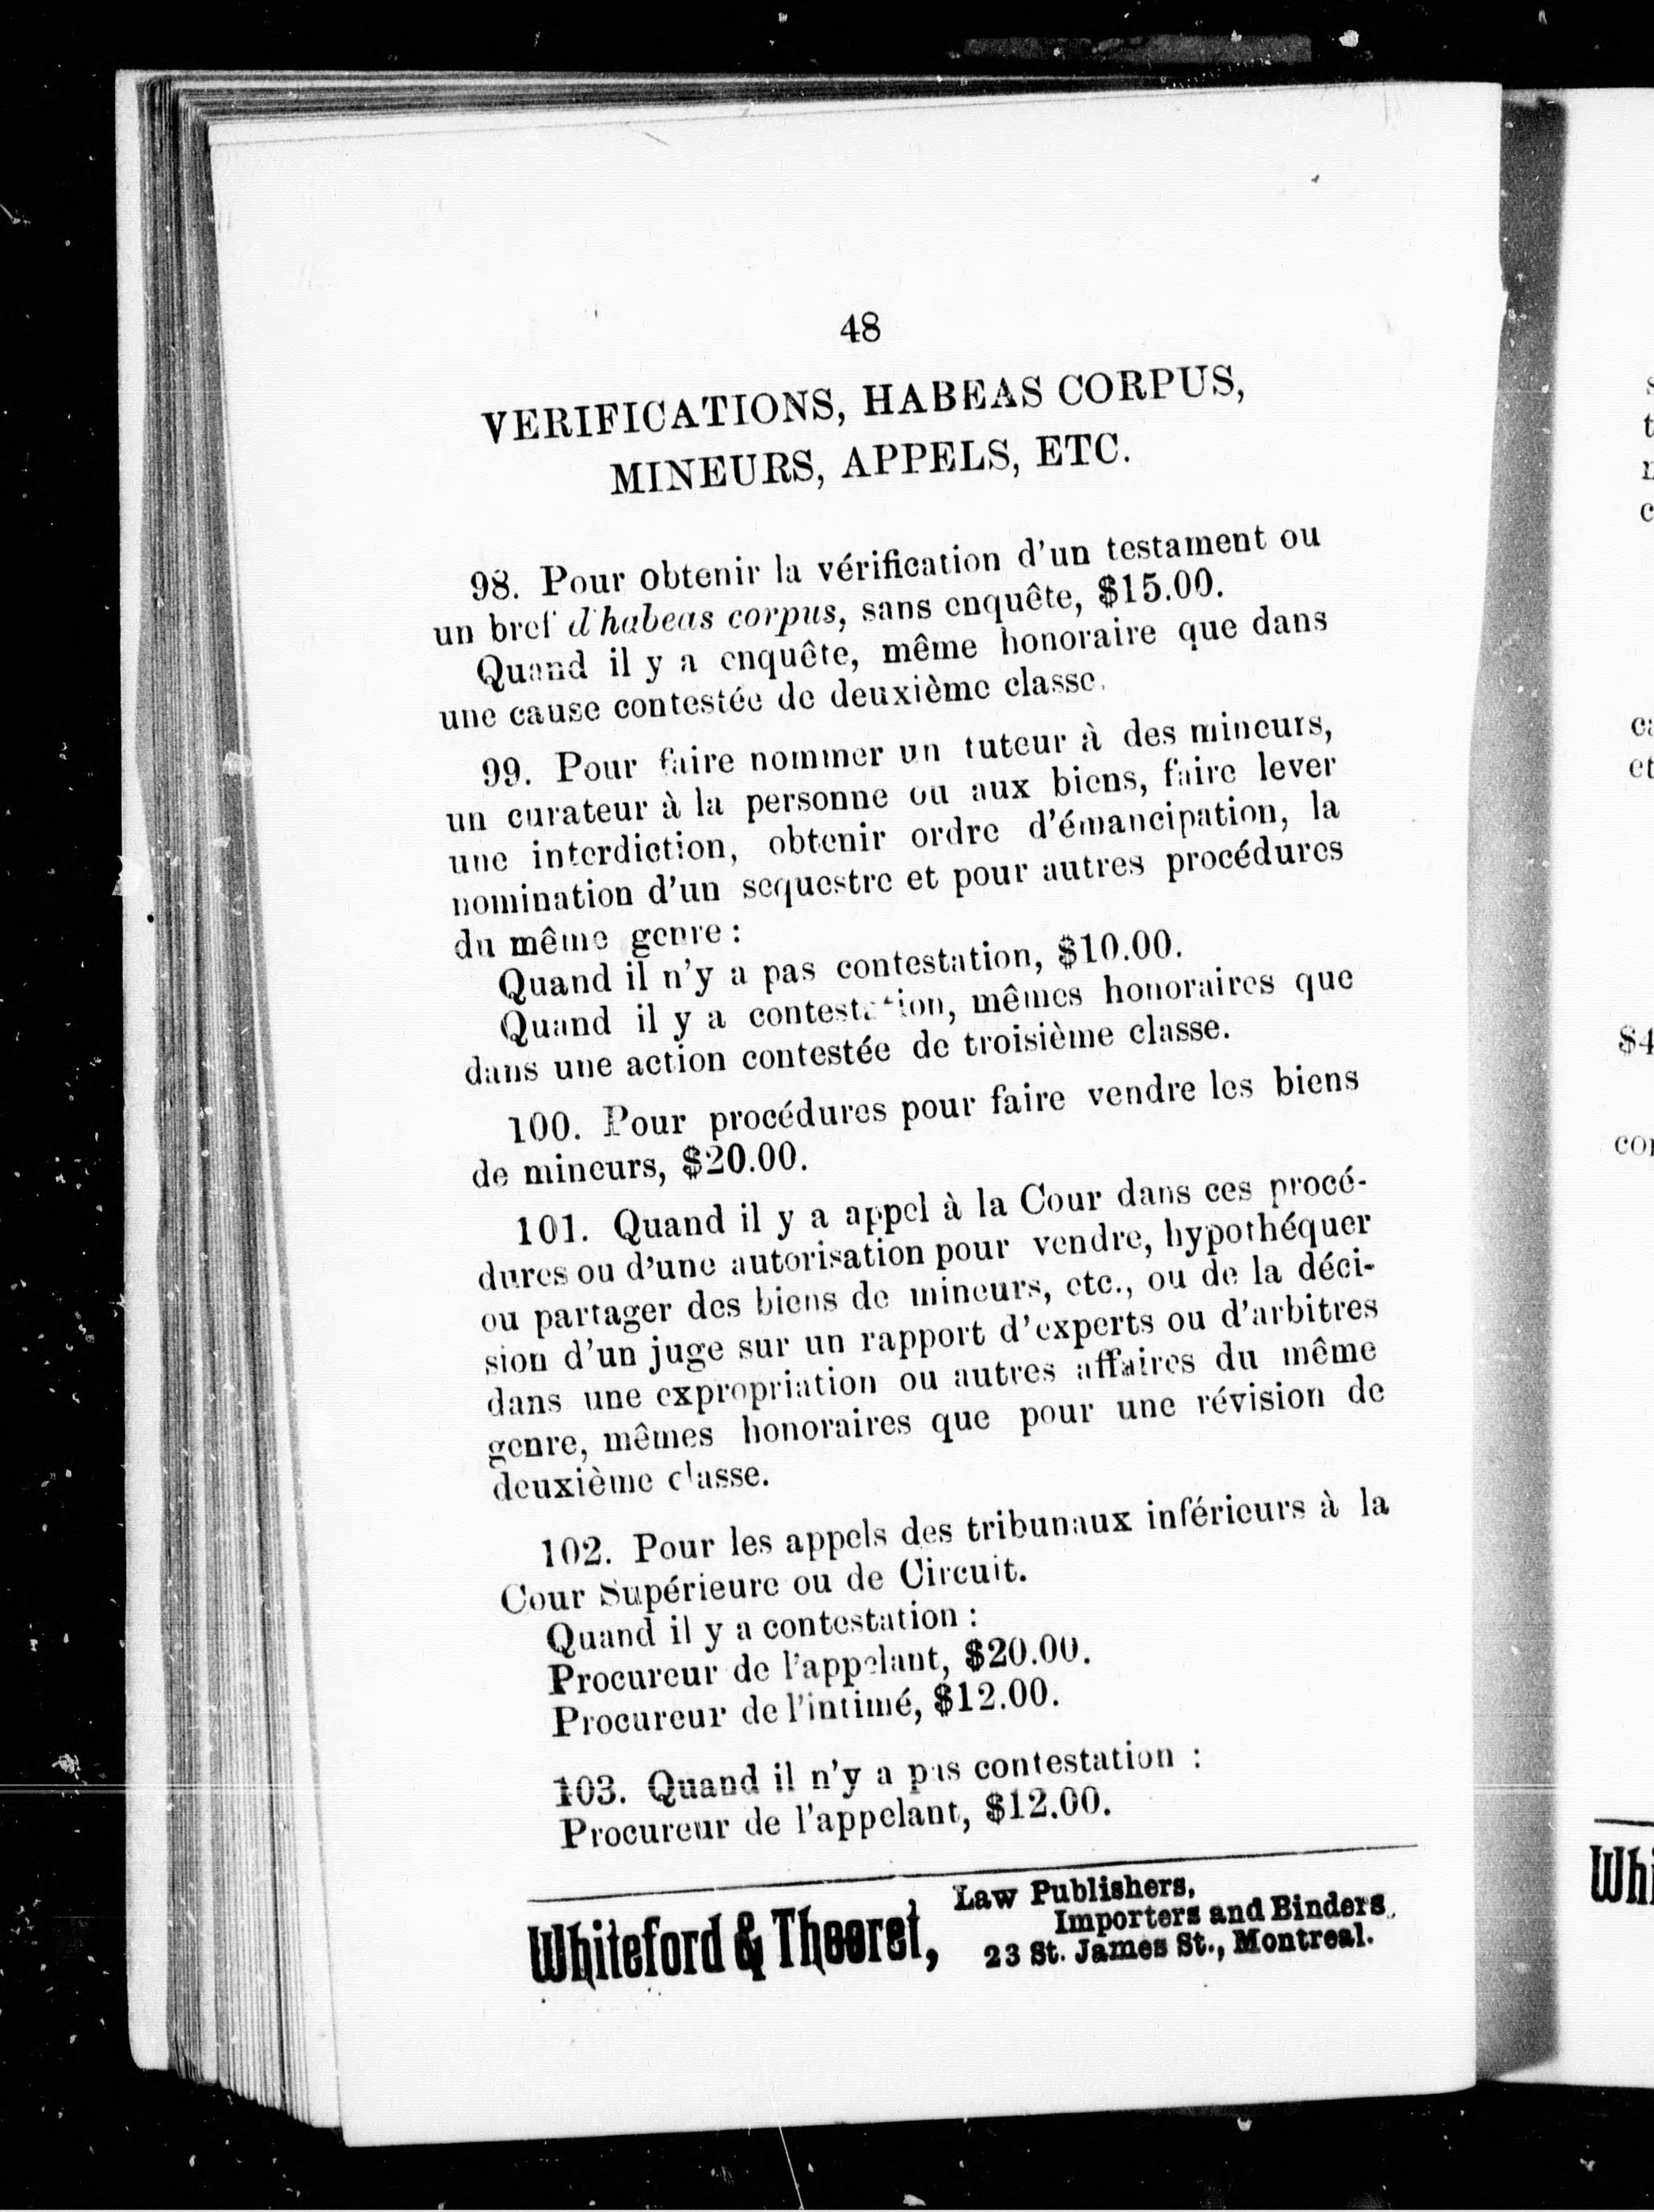 48
VERIFICATIONS, HABEAS CORPUS,
MINEURS, APPELS, ETC.
98. Pour obtenir la vérification d'un testament ou
un bref d'habeas corpus, sans enquête, $15.00.
Quand il y a enquête, même honoraire que dans
une cause contestée de deuxième classe.
99. Pour faire nommer un tuteur à des mineurs,
un curateur à la personne ou aux biens, faire lever
une interdiction, obtenir ordre d'émancipation, la
nomination d'un sequestre et pour autres procédures
du même genre :
Quand il n'y a pas contestation, $10.00.
Quand il y a contestation, mêmes honoraires que
dans une action contestée de troisième classe.
100. Pour procédures pour faire vendre les biens
de mineurs, $20.00.
101. Quand il y a appel à la Cour dans ces procé-
dures ou d'une autorisation pour vendre, hypothéquer
ou partager des biens de mineurs, etc., ou de la déci-
sion d'un juge sur un rapport d'experts ou d'arbitres
dans une expropriation ou autres affaires du même
genre, mêmes honoraires que pour une révision de
deuxième classe.
102. Pour les appels des tribunaux inférieurs à la
Cour Supérieure ou de Circuit.
Quand il y a contestation :
Procureur de l'appelant, $20.00.
Procureur de l'intimé, $12.00.
103. Quand il n'y a pas contestation :
Procureur de l'appelant, $12.00.
Whiteford & Theoret,
Law Publishers,
Importers and Binders,
23 St. James St., Montreal.